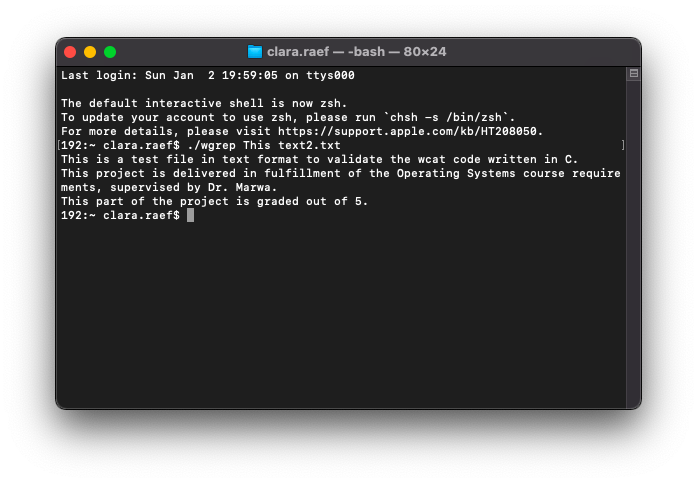 clara.raef — -bash — 80×24
Last login: Sun Jan  2 19:59:05 on ttys000
The default interactive shell is now zsh.
To update your account to use zsh, please run `chsh -s /bin/zsh`.
For more details, please visit https://support.apple.com/kb/HT208050.
[192:~ clara.raef$ ./wgrep This text2.txt ]
This is a test file in text format to validate the wcat code written in C.
This project is delivered in fulfillment of the Operating Systems course require
ments, supervised by Dr. Marwa.
This part of the project is graded out of 5.
192:~ clara.raef$